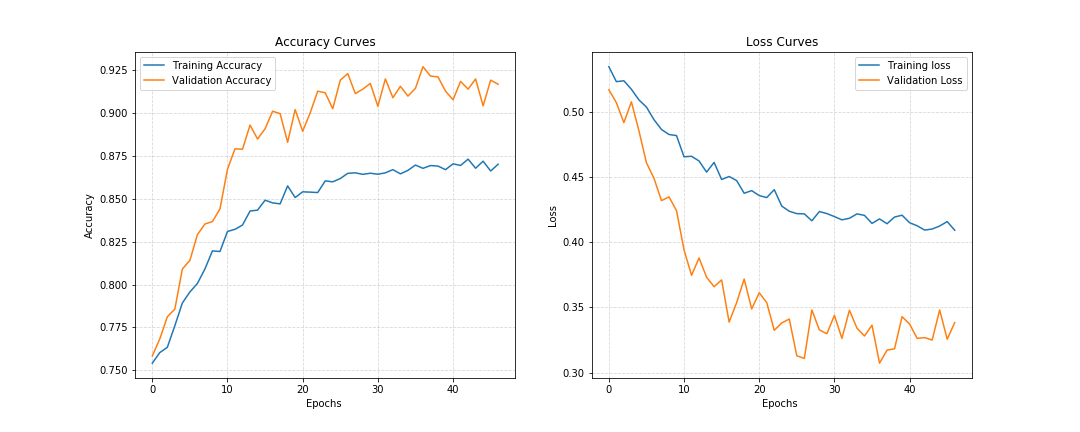 Accuracy Curves
Training Accuracy
Validation Accuracy
0.925
0.900
0.875
0.850
0.825
0.800
0.775
0.750
Accuracy
0 10 20 30 40
Epochs
Loss Curves
Training loss
Validation Loss
0.50
0.45
0.40
0.35
0.30
Loss
0 10 20 30 40
Epochs